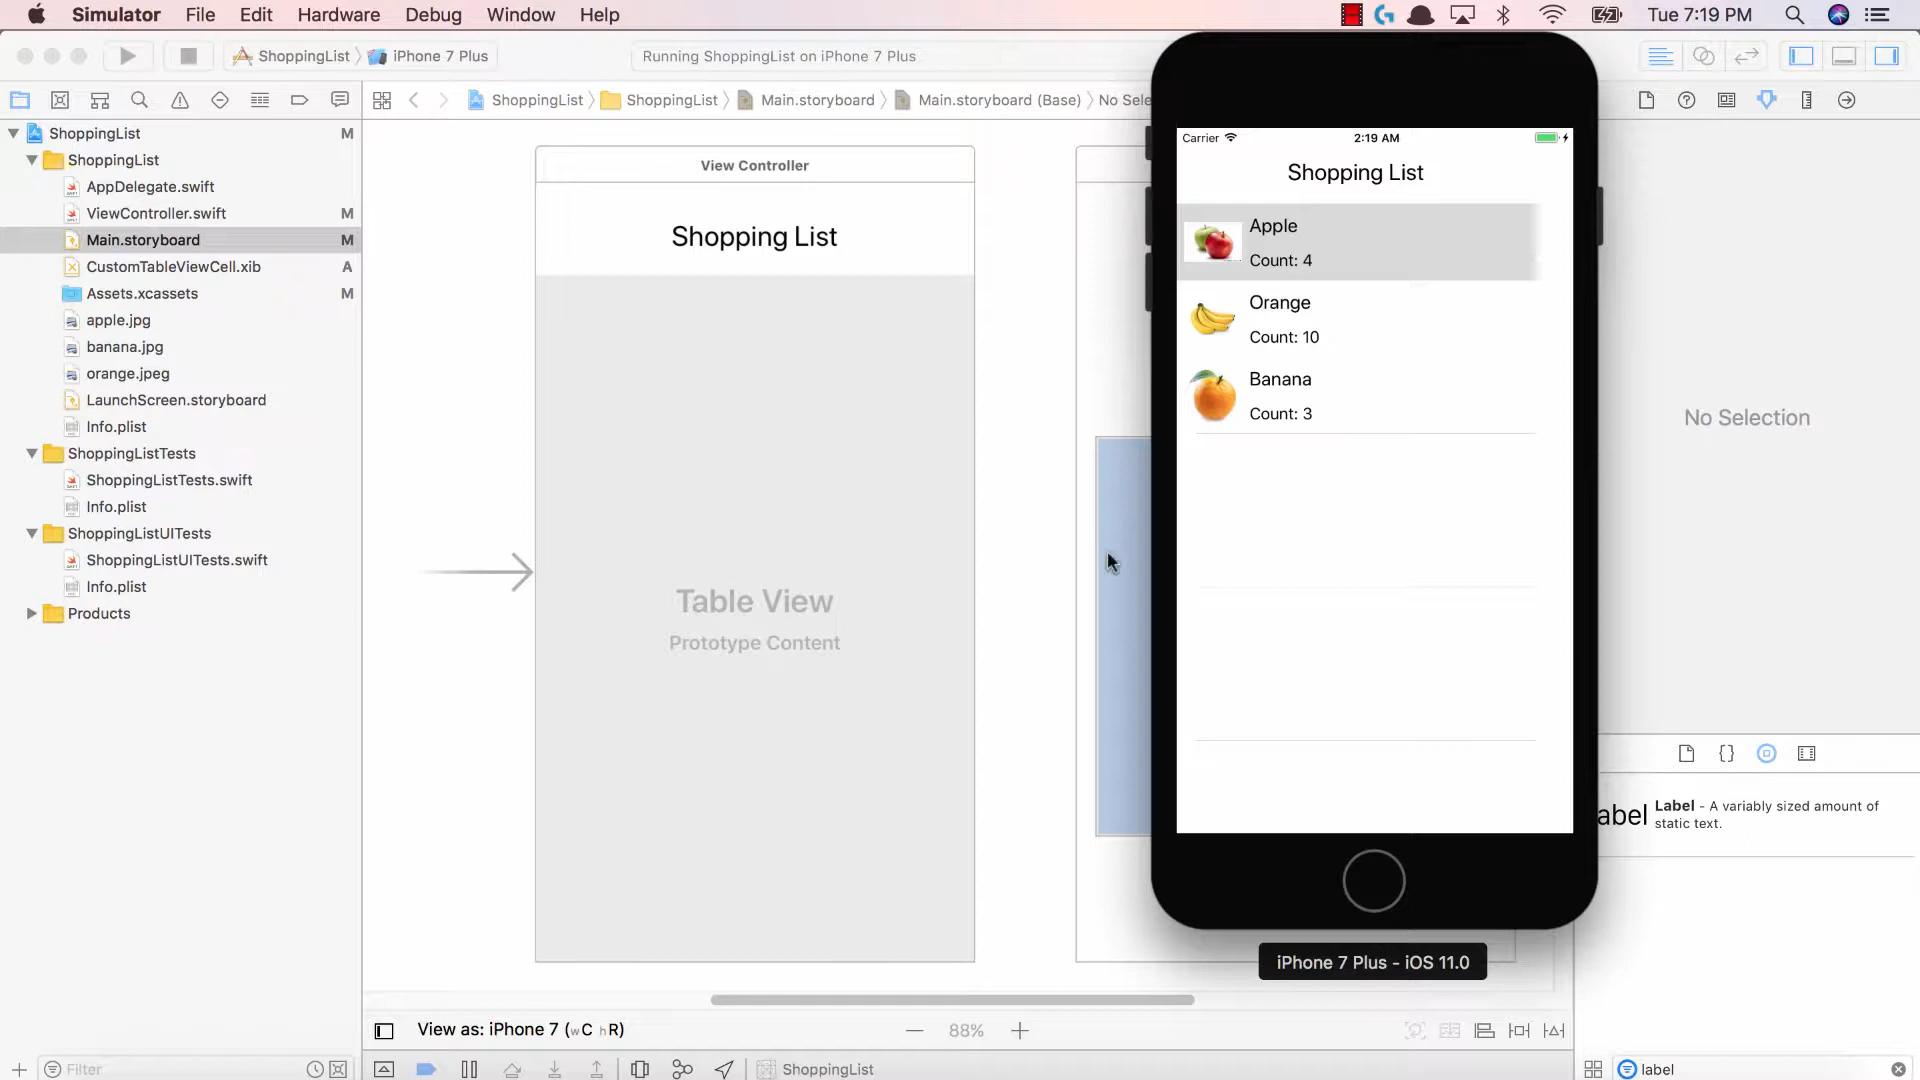 Simulator File Edit Hardware Debug Window Help Tue 7:19 PM
ShoppingList iPhone 7 Plus
Running ShoppingList on iPhone 7 Plus
ShoppingList ShoppingList Main.storyboard Main.storyboard (Base) No Sele
ShoppingList M
ShoppingList
AppDelegate.swift
ViewController.swift M
Main.storyboard M
CustomTableViewCell.xib A
Assets.xcassets M
apple.jpg
banana.jpg
orange.jpeg
LaunchScreen.storyboard
Info.plist
ShoppingListTests
ShoppingListTests.swift
Info.plist
ShoppingListUITests
ShoppingListUITests.swift
Info.plist
Products
Filter
View Controller
Shopping List
Table View
Prototype Content
View as: iPhone 7 (wC hR)
88%
ShoppingList
Carrier 2:19 AM
Shopping List
Apple
Count: 4
Orange
Count: 10
Banana
Count: 3
iPhone 7 Plus - iOS 11.0
No Selection
abel
Label - A variably sized amount of
static text.
label